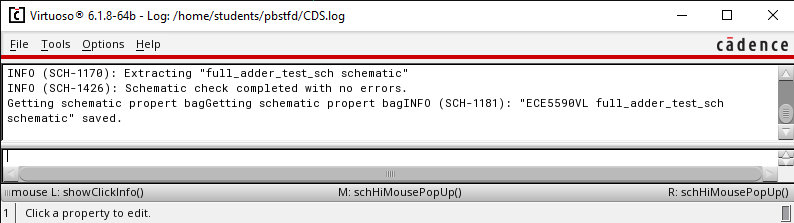 Virtuoso® 6.1.8-64b - Log: /home/students/pbstfd/CDS.log
File Tools Options Help
cādence
INFO (SCH-1170): Extracting "full_adder_test_sch schematic"
INFO (SCH-1426): Schematic check completed with no errors.
Getting schematic propert bagGetting schematic propert bagINFO (SCH-1181): "ECE5590VL full_adder_test_sch
schematic" saved.
mouse L: showClickInfo() M: schHiMousePopUp() R: schHiMousePopUp()
1 Click a property to edit.